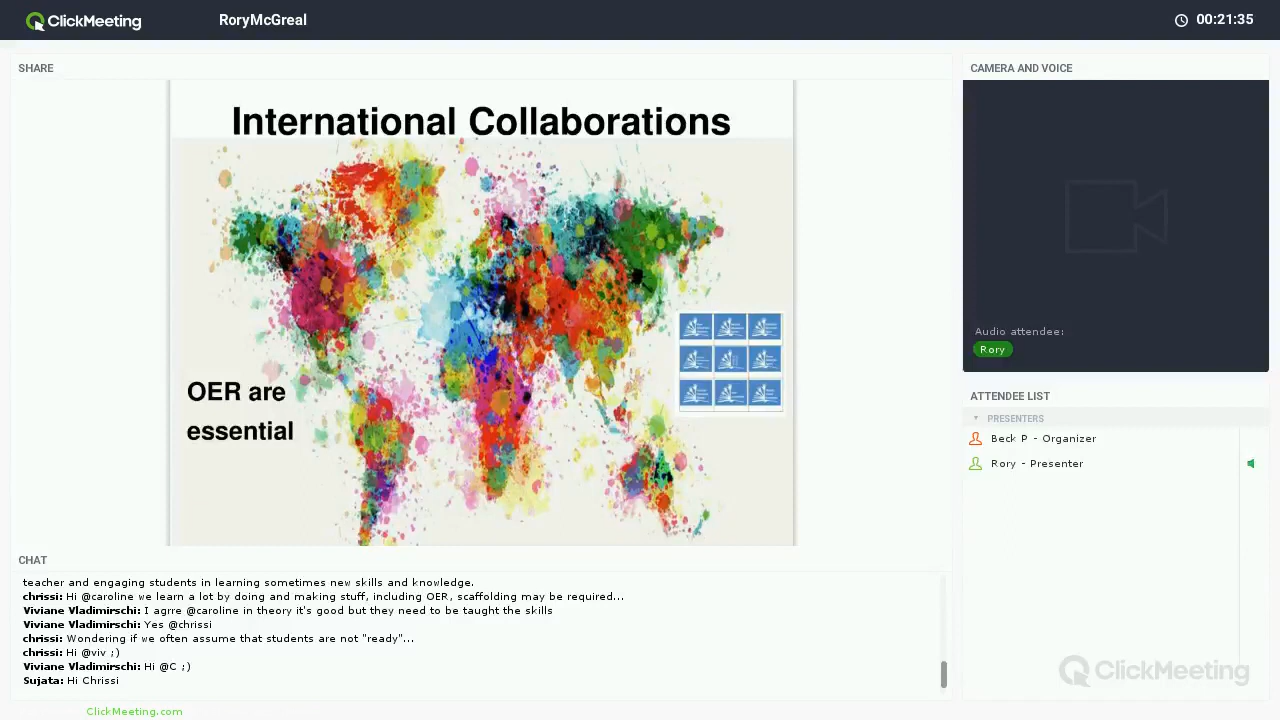 ClickMeeting
RoryMcGreal
00:21:35
SHARE
International Collaborations
OER are
essential
CAMERA AND VOICE
Audio attendee:
Rory
ATTENDEE LIST
PRESENTERS
Beck P - Organizer
Rory - Presenter
CHAT
teacher and engaging students in learning sometimes new skills and knowledge.
chrissi: Hi @caroline we learn a lot by doing and making stuff, including OER, scaffolding may be required...
Viviane Vladimirschi: I agrre @caroline in theory it's good but they need to be taught the skills
Viviane Vladimirschi: Yes @chrissi
chrissi: Wondering if we often assume that students are not "ready"...
chrissi: Hi @viv ;)
Viviane Vladimirschi: Hi @C ;)
Sujata: Hi Chrissi
ClickMeeting
ClickMeeting.com